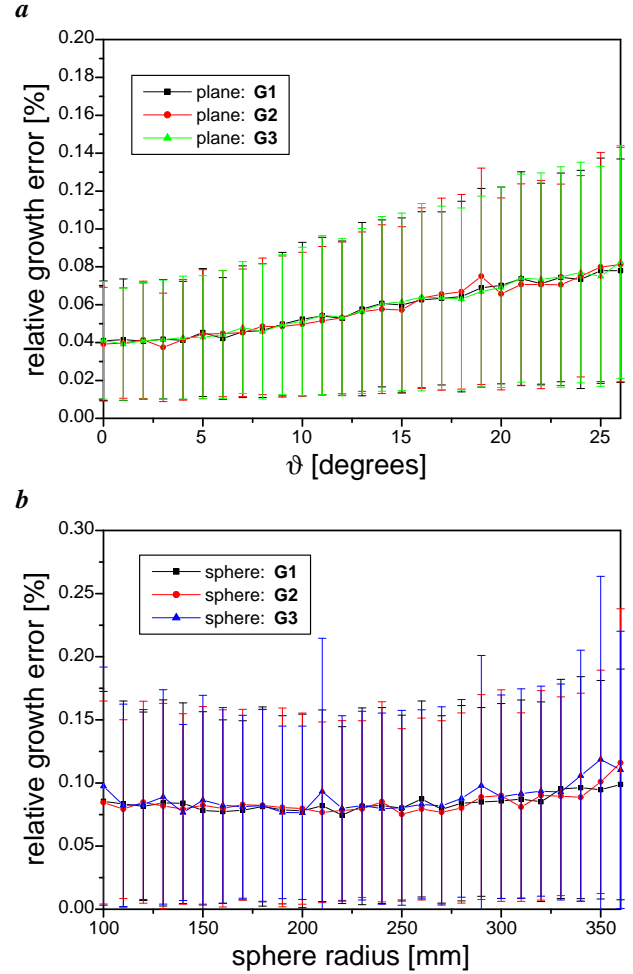 a
0.20
0.18
0.16
0.14
0.12
0.10
0.08
0.06
0.04
0.02
0.00
relative growth error [%]
plane: G1
plane: G2
plane: G3
0 5 10 15 20 25
ϑ [degrees]
b
0.30
0.25
0.20
0.15
0.10
0.05
0.00
relative growth error [%]
sphere: G1
sphere: G2
sphere: G3
100 150 200 250 300 350
sphere radius [mm]